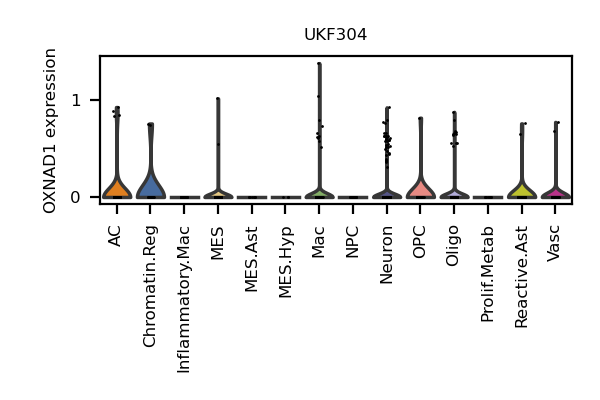 UKF304
OXNAD1 expression
1
0
AC
Chromatin.Reg
Inflammatory.Mac
MES
MES.Ast
MES.Hyp
Mac
NPC
Neuron
OPC
Oligo
Prolif.Metab
Reactive.Ast
Vasc